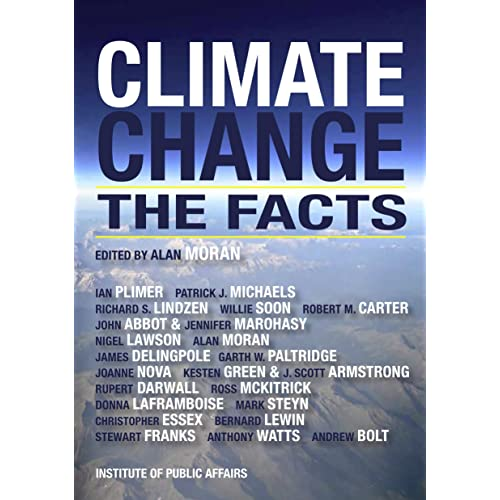 CLIMATE
CHANGE
THE FACTS
EDITED BY ALAN MORAN
IAN PLIMER PATRICK J. MICHAELS
RICHARD S. LINDZEN WILLIE SOON ROBERT M. CARTER
JOHN ABBOT & JENNIFER MAROHASY
NIGEL LAWSON ALAN MORAN
JAMES DELINGPOLE GARTH W. PALTRIDGE
JOANNE NOVA KESTEN GREEN & J. SCOTT ARMSTRONG
RUPERT DARWALL ROSS MCKITRICK
DONNA LAFRAMBOISE MARK STEYN
CHRISTOPHER ESSEX BERNARD LEWIN
STEWART FRANKS ANTHONY WATTS ANDREW BOLT
INSTITUTE OF PUBLIC AFFAIRS